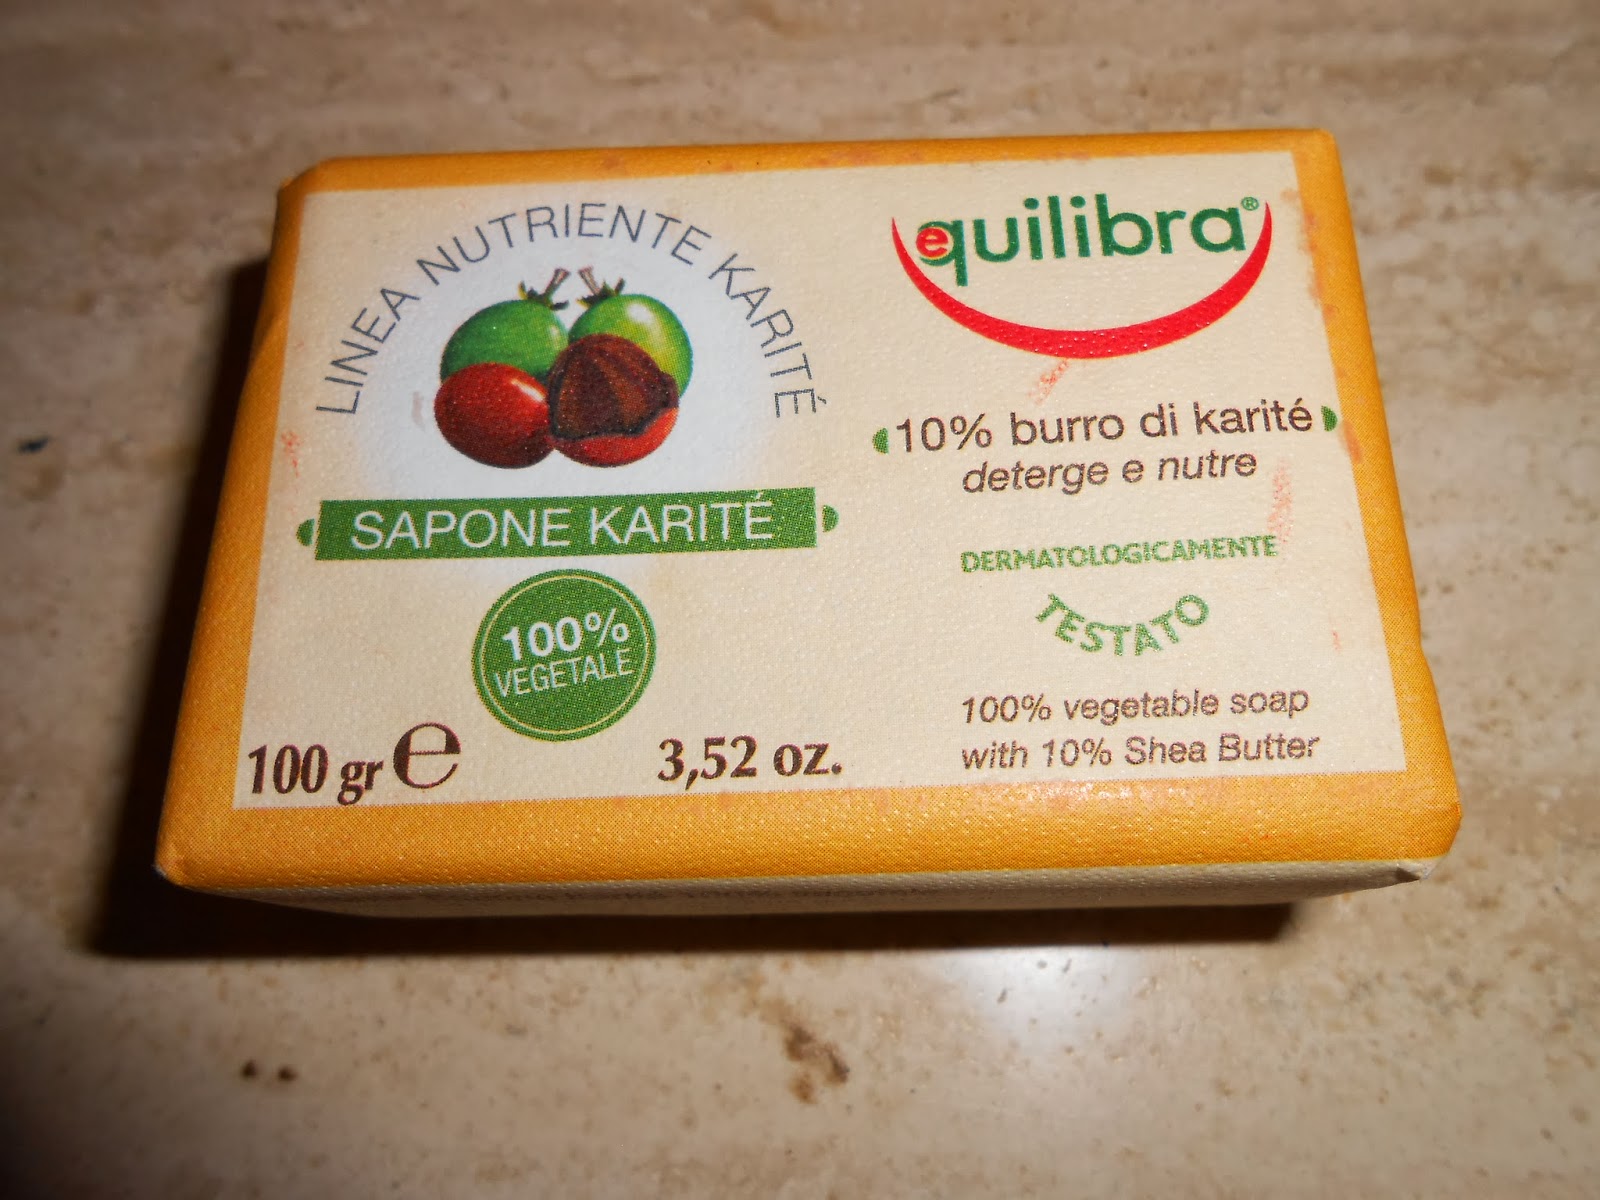 LINEA NUTRIENTE KARITÉ
SAPONE KARITÉ
100%
VEGETALE
100 gr e
3,52 oz.
equilibra®
10% burro di karité
deterge e nutre
DERMATOLOGICAMENTE
TESTATO
100% vegetable soap
with 10% Shea Butter